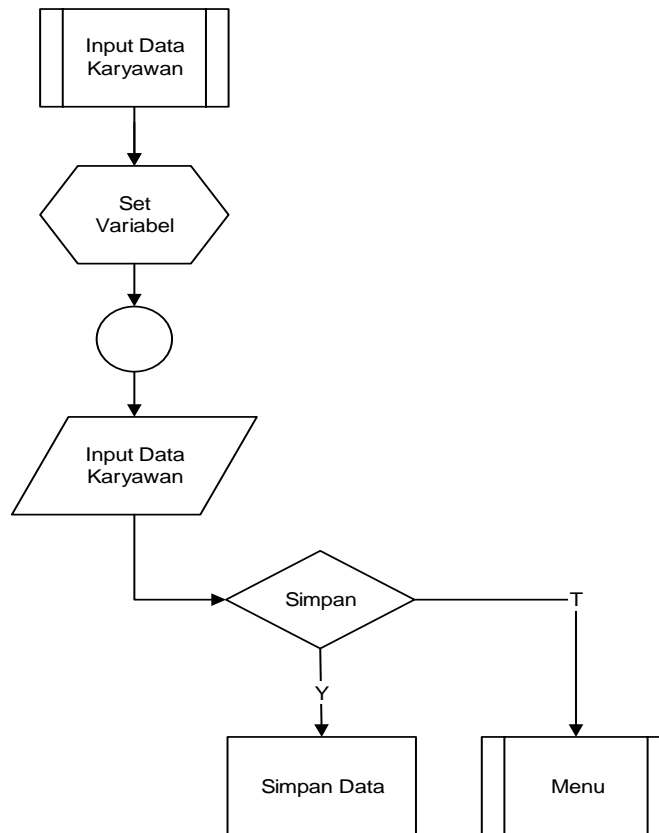 Input Data
Karyawan
Set
Variabel
Input Data
Karyawan
Simpan
T
Y
Simpan Data
Menu